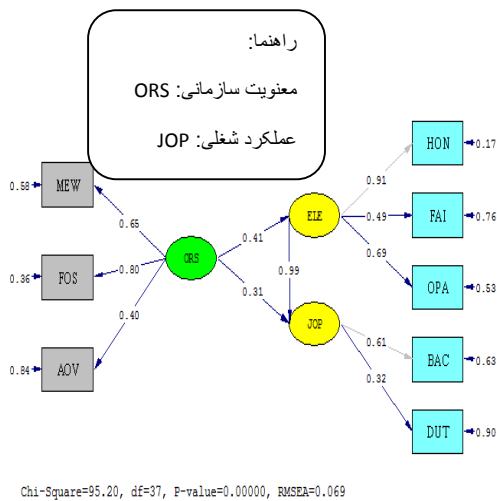 راهنما:
معنویت سازمانی: ORS
عملکرد شغلی: JOP
HON
0.17
0.58
MEW
0.91
ELE
0.65
0.49
FAI
0.76
0.41
0.36
FOS
0.80
ORS
0.69
0.99
OPA
0.53
0.31
0.40
JOP
0.84
AOV
0.61
BAC
0.63
0.32
DUT
0.90
Chi-Square=95.20, df=37, P-value=0.00000, RMSEA=0.069